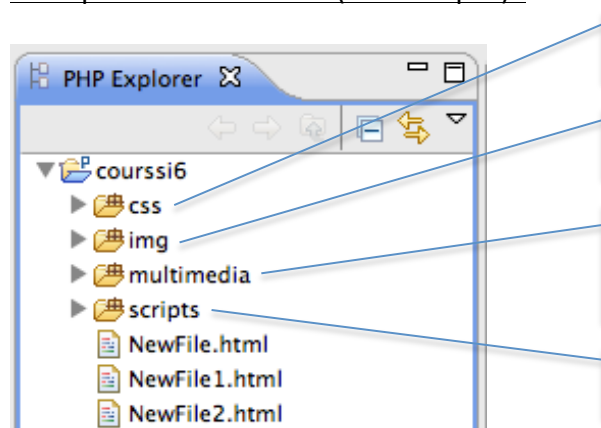 PHP Explorer
courssi6
css
img
multimedia
scripts
NewFile.html
NewFile1.html
NewFile2.html